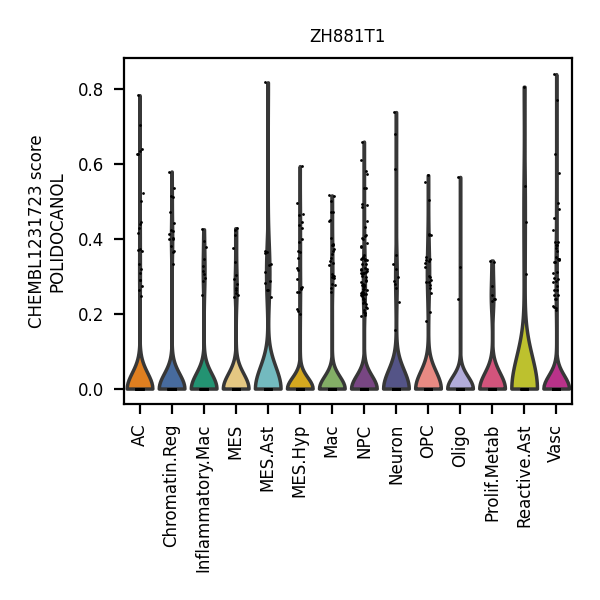 ZH881T1
CHEMBL1231723 score
POLIDOCANOL
0.8
0.6
0.4
0.2
0.0
AC
Chromatin.Reg
Inflammatory.Mac
MES
MES.Ast
MES.Hyp
Mac
NPC
Neuron
OPC
Oligo
Prolif.Metab
Reactive.Ast
Vasc